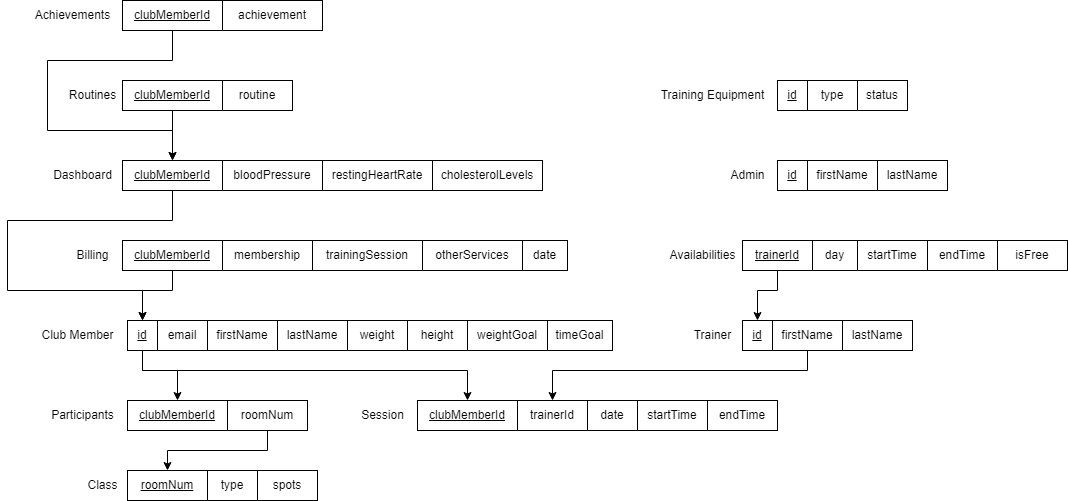 Achievements clubMemberId achievement
Routines clubMemberId routine
Training Equipment id type status
Dashboard clubMemberId bloodPressure restingHeartRate cholesterolLevels
Admin id firstName lastName
Billing clubMemberId membership trainingSession otherServices date
Availabilities trainerId day startTime endTime isFree
Club Member id email firstName lastName weight height weightGoal timeGoal
Trainer id firstName lastName
Participants clubMemberId roomNum
Session clubMemberId trainerId date startTime endTime
Class roomNum type spots